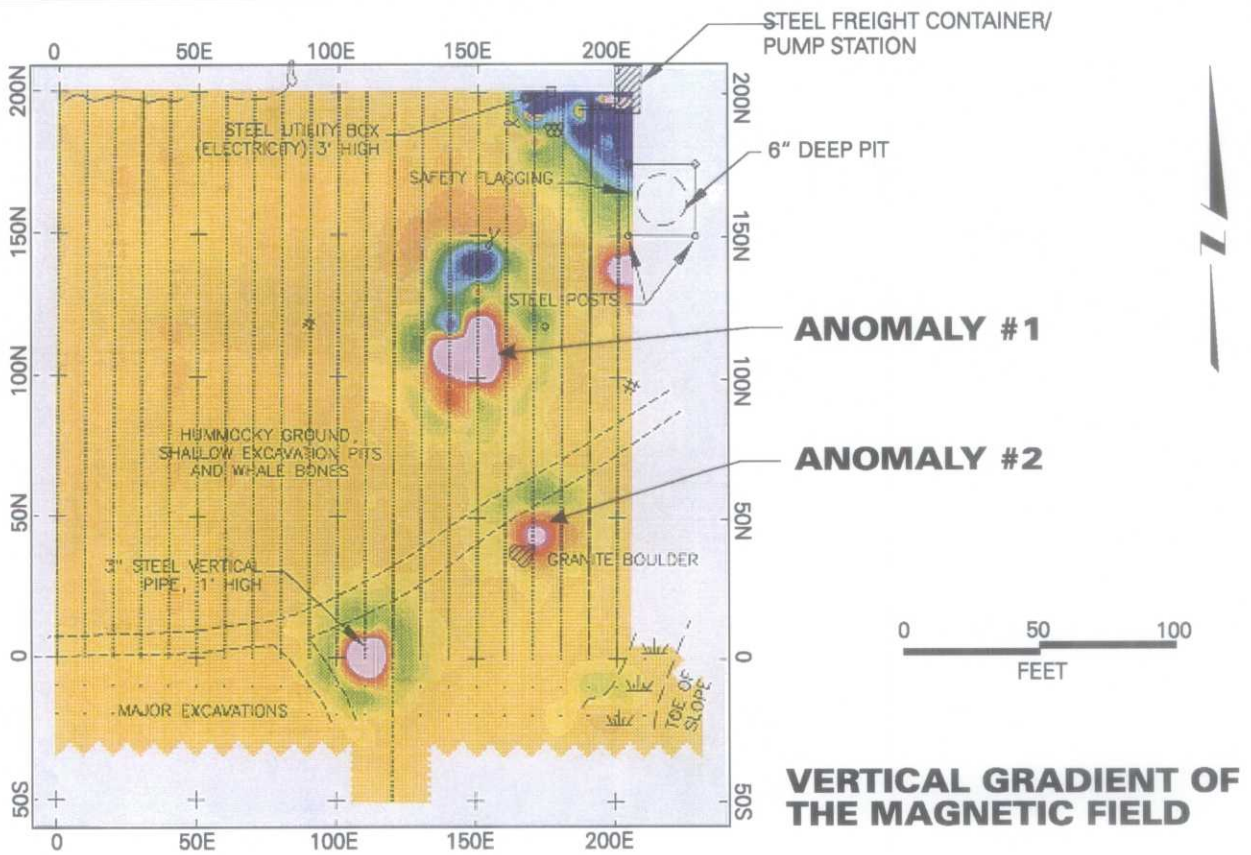 STEEL FREIGHT CONTAINER/
PUMP STATION
0 50E 100E 150E 200E
200N
150N
100N
50N
0
50S
200N
150N
100N
50N
0
50S
STEEL UTILITY BOX
(ELECTRICITY) 3' HIGH
6" DEEP PIT
SAFETY FLAGGING
STEEL POSTS
ANOMALY #1
HUMMOCKY GROUND,
SHALLOW EXCAVATION PITS
AND WHALE BONES
ANOMALY #2
GRANITE BOULDER
3" STEEL VERTICAL
PIPE, 1' HIGH
0 50 100
FEET
MAJOR EXCAVATIONS
TOE OF
SLOPE
0 50E 100E 150E 200E
VERTICAL GRADIENT OF
THE MAGNETIC FIELD
N